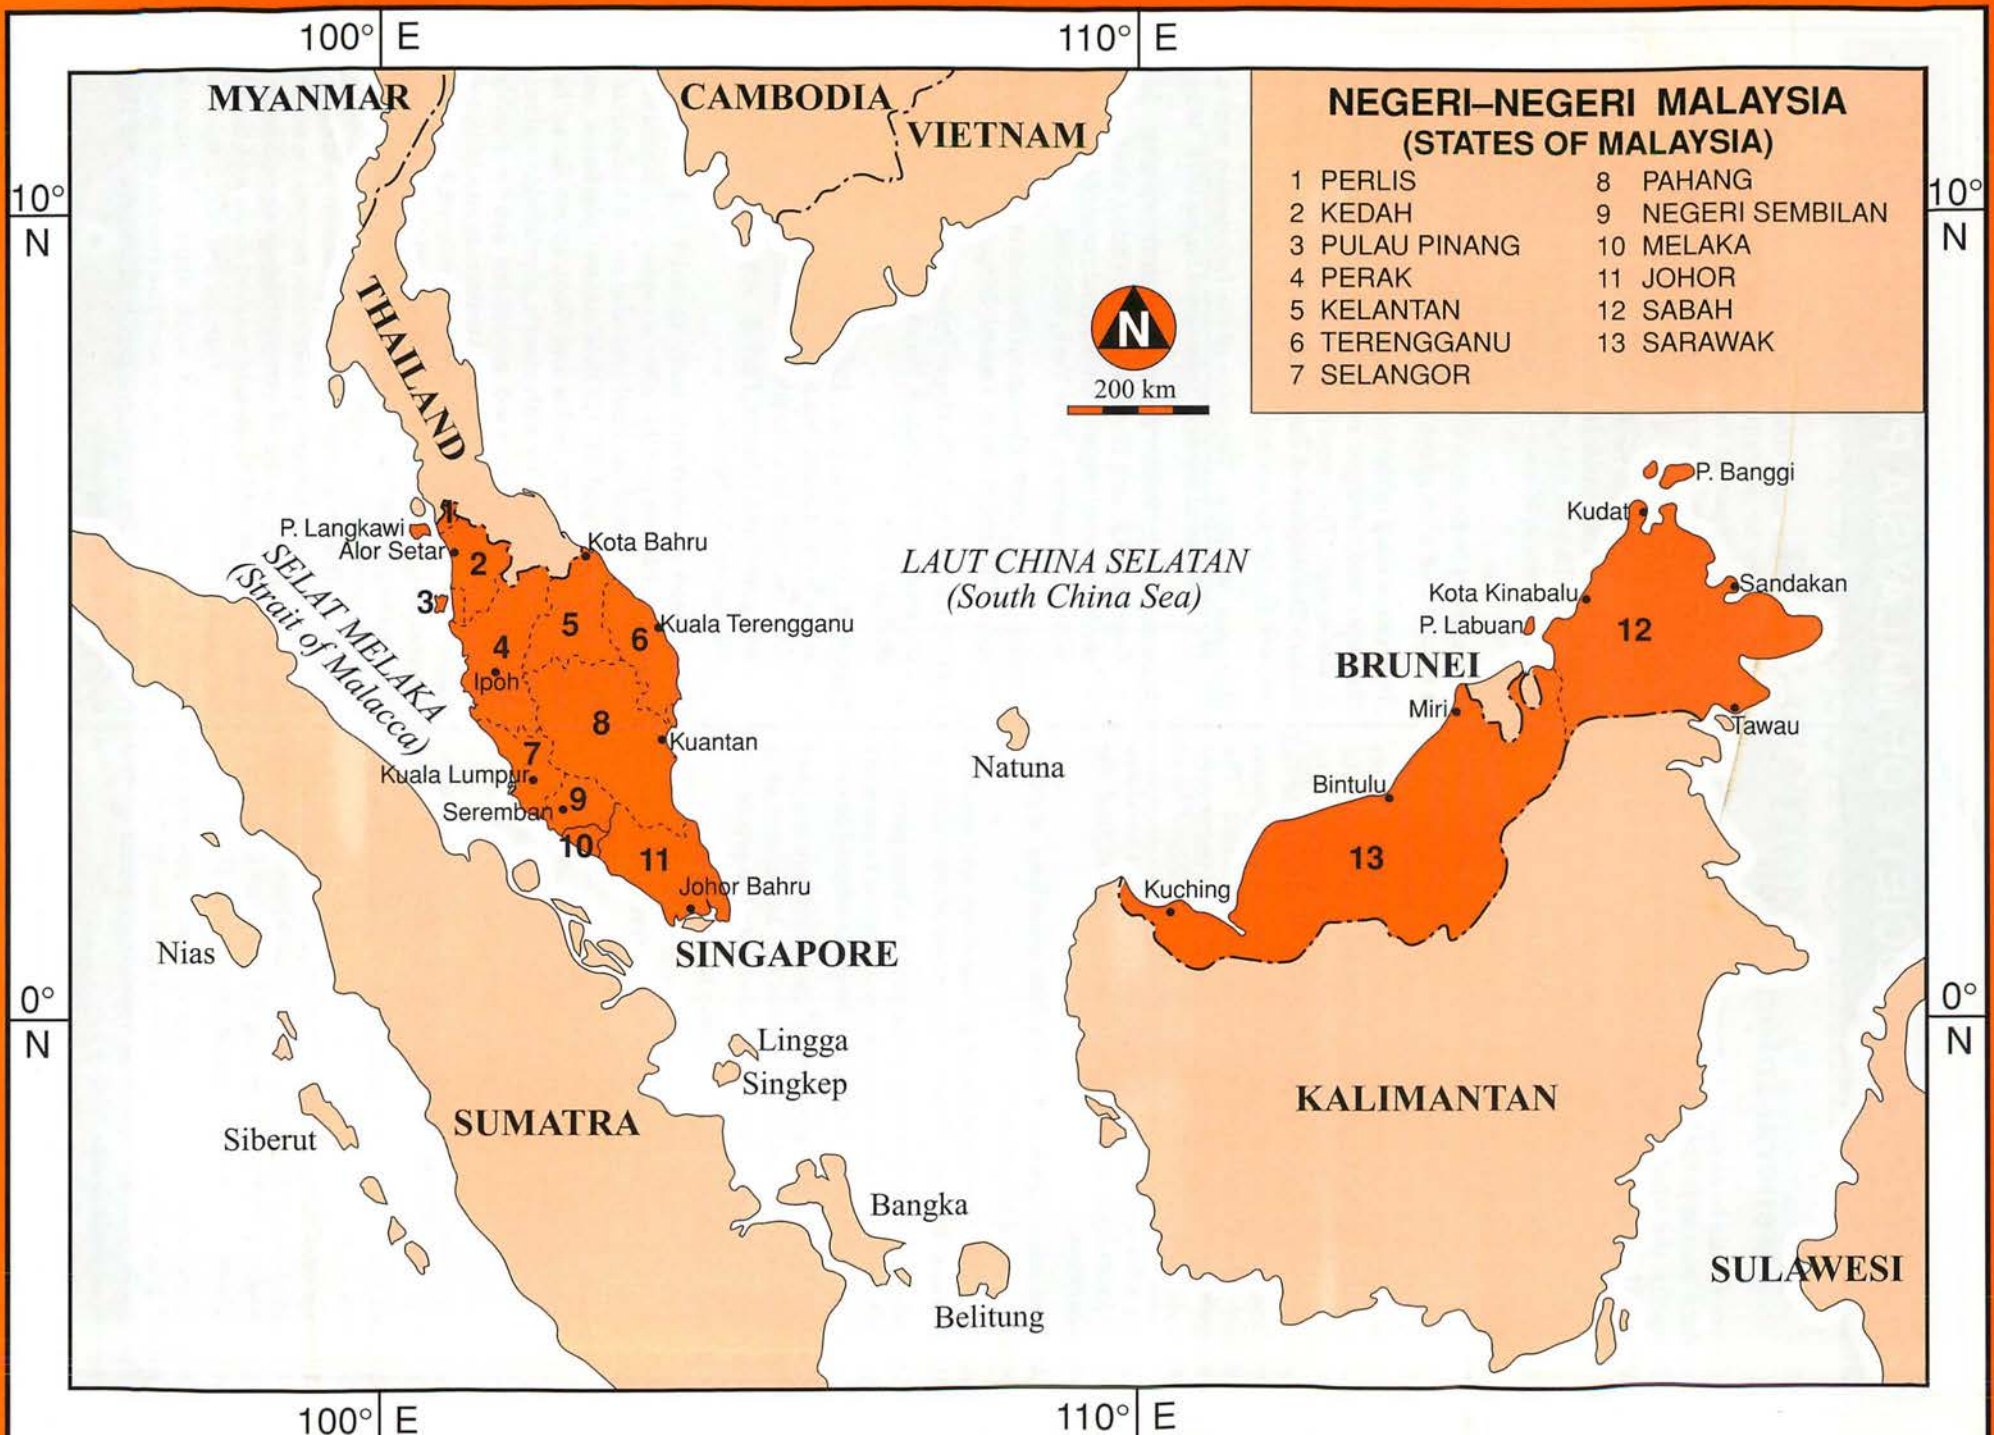 100° E
110° E
MYANMAR
CAMBODIA
VIETNAM
NEGERI–NEGERI MALAYSIA
(STATES OF MALAYSIA)
1 PERLIS
2 KEDAH
3 PULAU PINANG
4 PERAK
5 KELANTAN
6 TERENGGANU
7 SELANGOR
8 PAHANG
9 NEGERI SEMBILAN
10 MELAKA
11 JOHOR
12 SABAH
13 SARAWAK
10°
N
10°
N
THAILAND
N
200 km
P. Banggi
Kudat
1
P. Langkawi
Alor Setar
2
Kota Bahru
SELAT MELAKA
(Strait of Malacca)
LAUT CHINA SELATAN
(South China Sea)
3
4
5
6
Kuala Terengganu
Ipoh
Kota Kinabalu
Sandakan
P. Labuan
12
BRUNEI
Miri
Tawau
8
Kuantan
7
Kuala Lumpur
9
Seremban
10
11
Johor Bahru
Natuna
Bintulu
13
Kuching
SINGAPORE
Nias
0°
N
0°
N
Lingga
Singkep
SUMATRA
Siberut
KALIMANTAN
Bangka
Belitung
SULAWESI
100° E
110° E